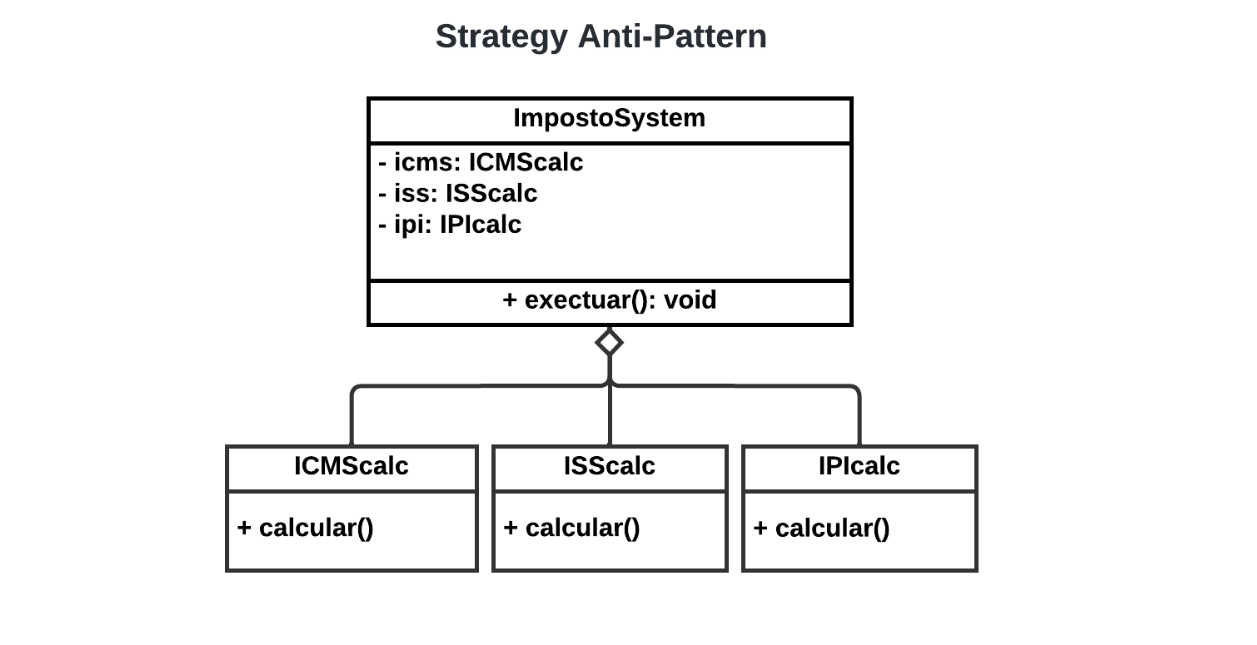 Strategy Anti-Pattern
ImpostoSystem
- icms: ICMScalc
- iss: ISScalc
- ipi: IPIcalc
+ exectuar(): void
ICMScalc
+ calcular()
ISScalc
+ calcular()
IPIcalc
+ calcular()